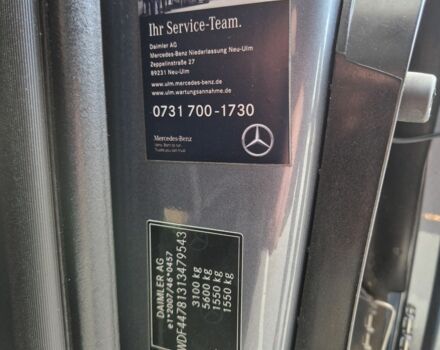 Ihr Service-Team.
Daimler AG
Mercedes-Benz Niederlassung Neu-Ulm
Zeppelinstraße 27
89231 Neu-Ulm
www.ulm.mercedes-benz.de
www.ulm.wartungsannahme.de
0731 700-1730
Mercedes-Benz
DAIMLER AG
e1*2007/46*0457
WDF44781313479543
3100 kg
5600 kg
1550 kg
1550 kg